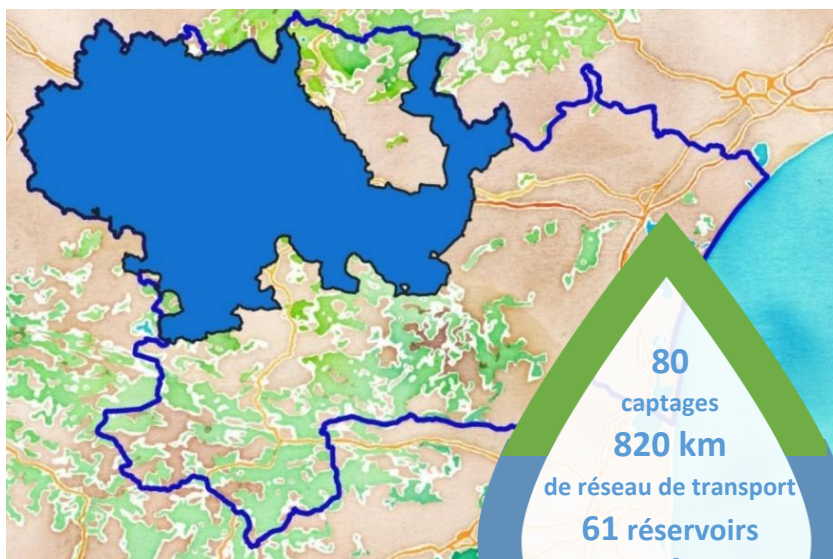 80
captages
820 km
de réseau de transport
61 réservoirs